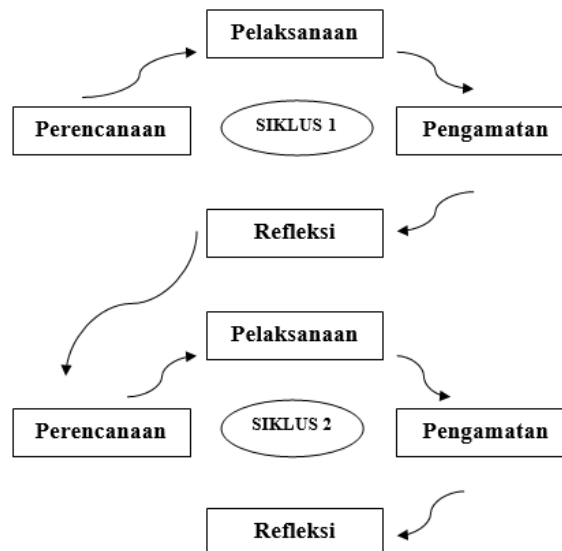 Pelaksanaan
Perencanaan
SIKLUS 1
Pengamatan
Refleksi
Pelaksanaan
Perencanaan
SIKLUS 2
Pengamatan
Refleksi